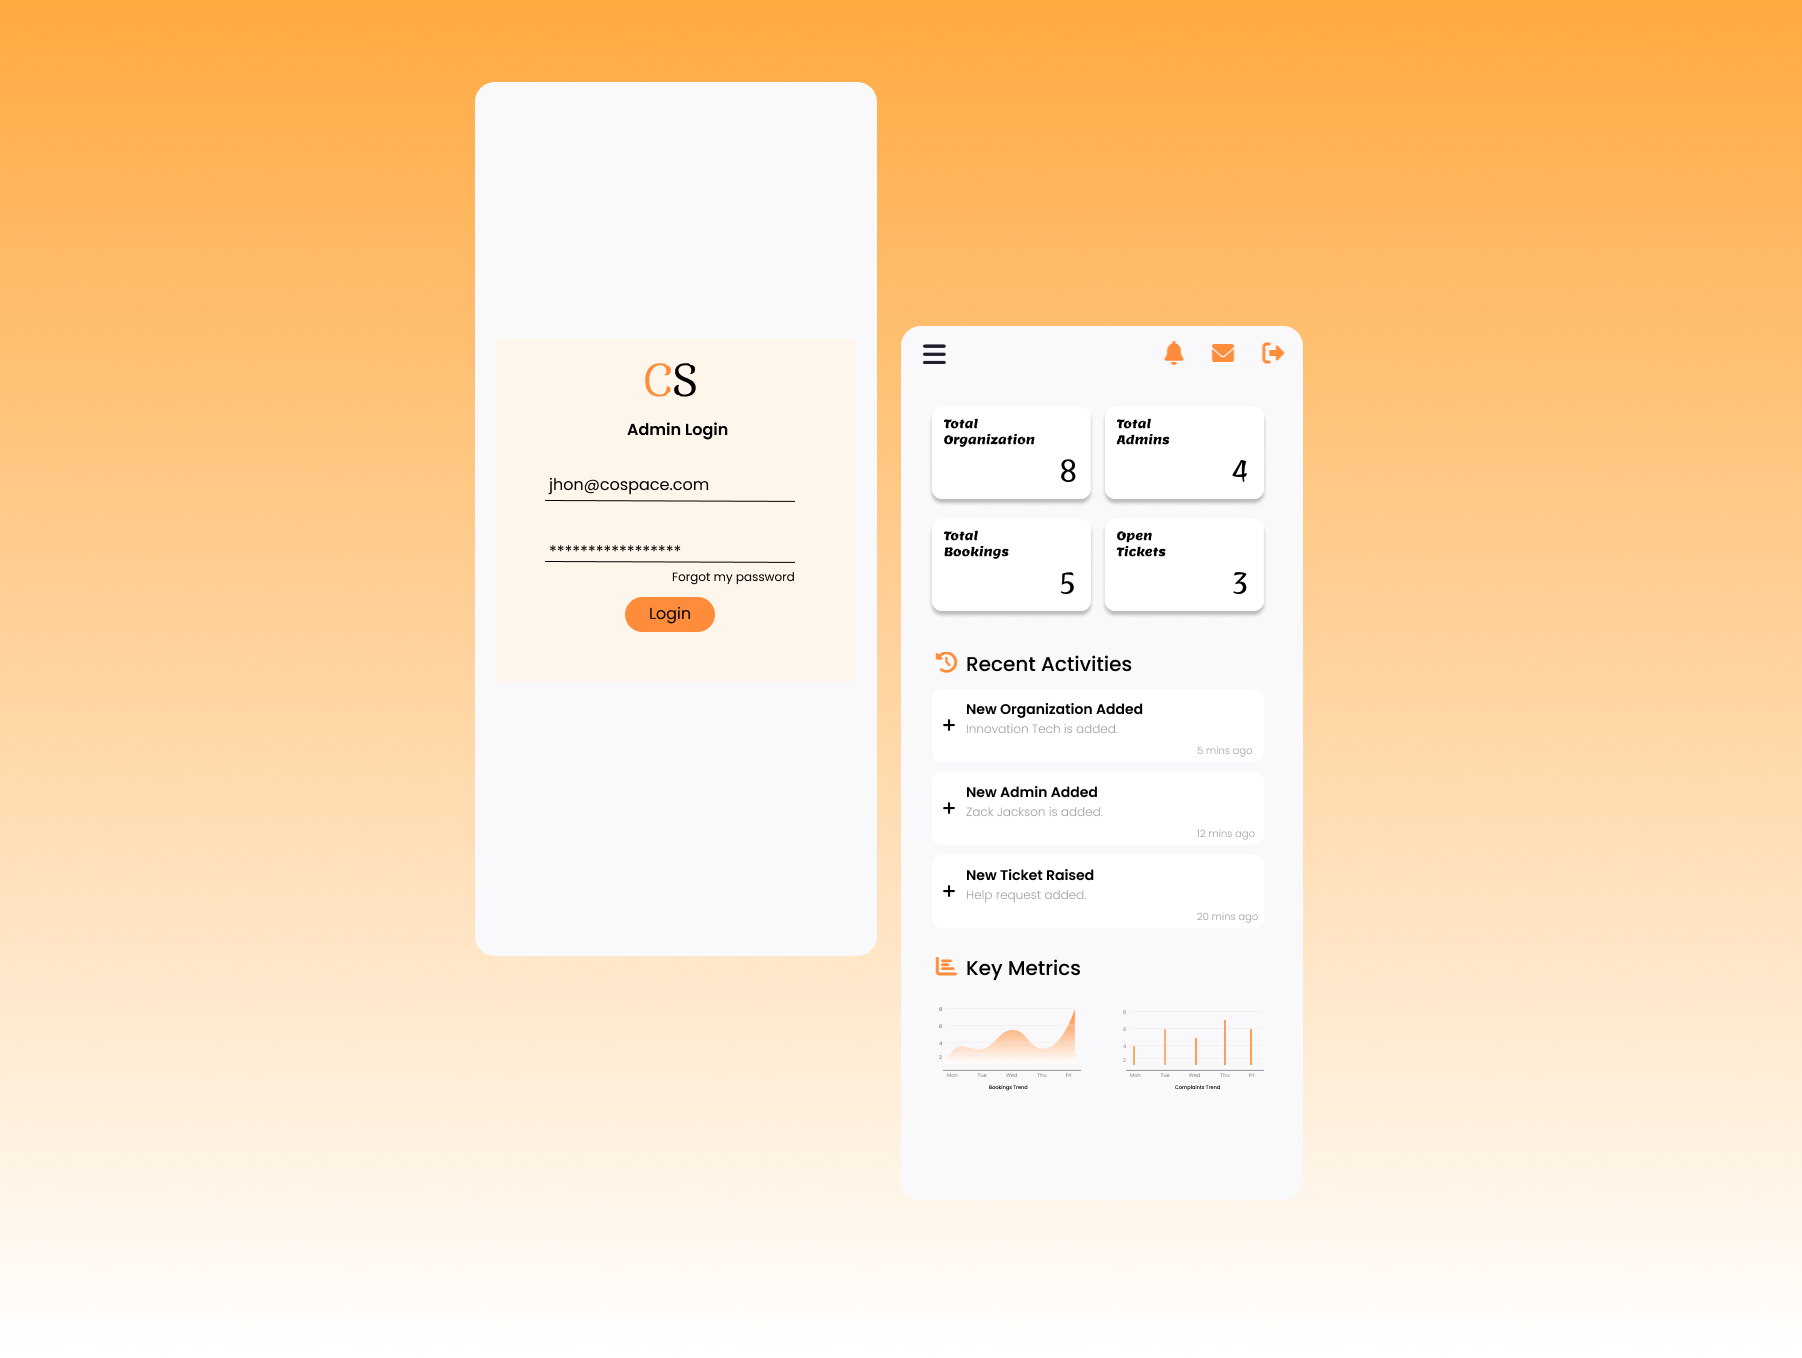 CS
Admin Login
jhon@cospace.com
*****************
Forgot my password
Login
Total
Organization
8
Total
Admins
4
Total
Bookings
5
Open
Tickets
3
Recent Activities
New Organization Added
Innovation Tech is added.
5 mins ago
New Admin Added
Zack Jackson is added.
12 mins ago
New Ticket Raised
Help request added.
20 mins ago
Key Metrics
8
6
4
2
Mon Tue Wed Thu Fri
Bookings Trend
8
6
4
2
Mon Tue Wed Thu Fri
Complaints Trend